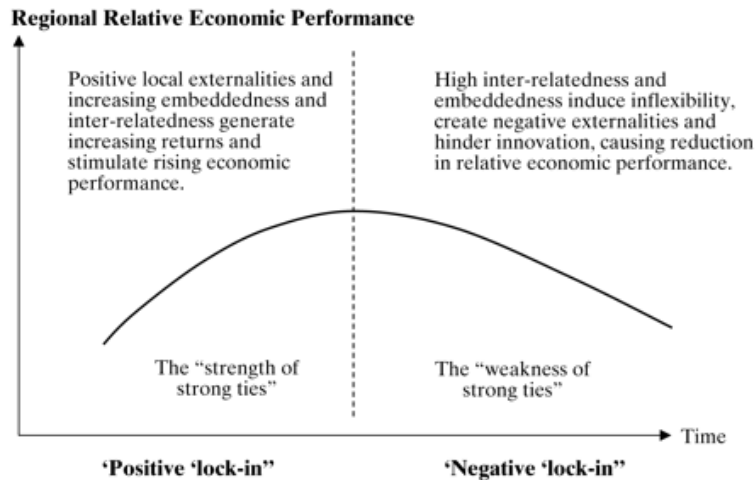 Regional Relative Economic Performance
Positive local externalities and
increasing embeddedness and
inter-relatedness generate
increasing returns and
stimulate rising economic
performance.
High inter-relatedness and
embeddedness induce inflexibility,
create negative externalities and
hinder innovation, causing reduction
in relative economic performance.
The “strength of
strong ties”
The “weakness of
strong ties”
Time
‘Positive ‘lock-in”
‘Negative ‘lock-in”